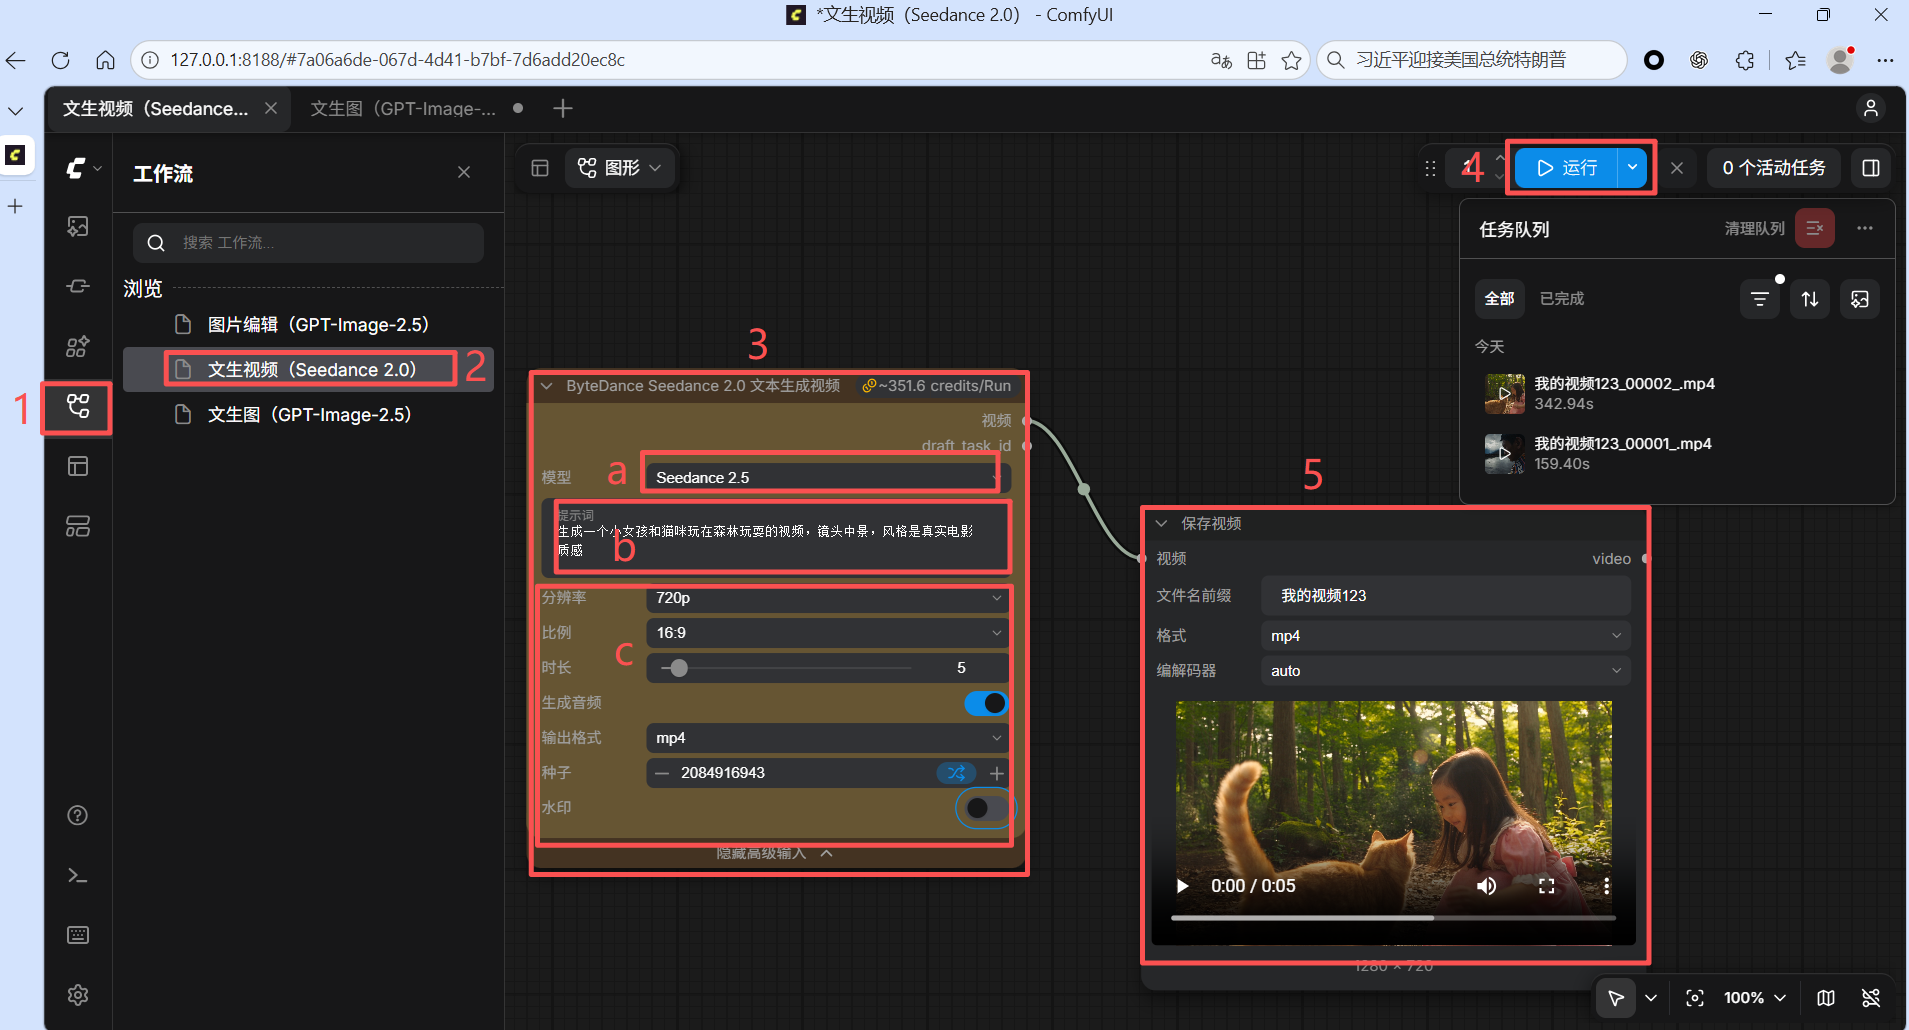 *文生视频（Seedance 2.0） - ComfyUI
127.0.0.1:8188/#7a06a6de-067d-4d41-b7bf-7d6add20ec8c
习近平迎接美国总统特朗普
文生视频（Seedance...
文生图（GPT-Image-...
工作流
搜索 工作流...
浏览
图片编辑（GPT-Image-2.5）
文生视频（Seedance 2.0）
2
1
文生图（GPT-Image-2.5）
图形
4
运行
0 个活动任务
任务队列
清理队列
全部
已完成
今天
我的视频123_00002_.mp4
342.94s
我的视频123_00001_.mp4
159.40s
3
ByteDance Seedance 2.0 文本生成视频
~351.6 credits/Run
视频
draft_task_id
模型
a
Seedance 2.5
提示词
生成一个小女孩和猫咪玩在森林玩耍的视频，镜头中景，风格是真实电影
质感
b
分辨率
720p
比例
16:9
c
时长
5
生成音频
输出格式
mp4
种子
2084916943
水印
隐藏高级输入
5
保存视频
视频
video
文件名前缀
我的视频123
格式
mp4
编解码器
auto
0:00 / 0:05
1280 × 720
100%